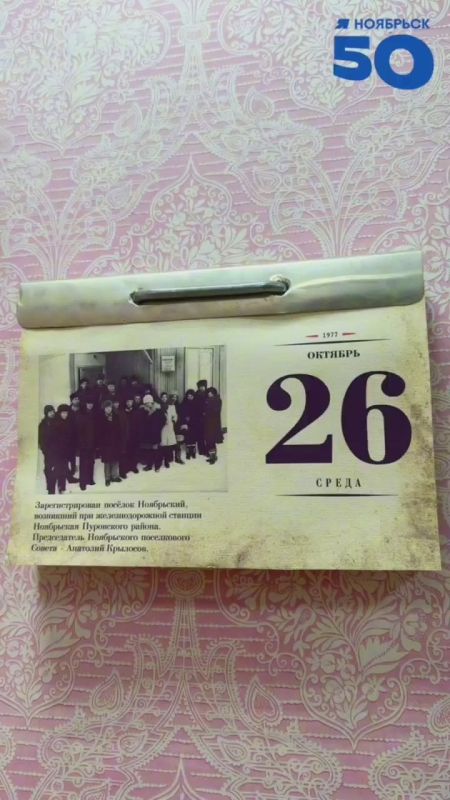 Я НОЯБРЬСК
50
1977
ОКТЯБРЬ
26
СРЕДА
Зарегистрирован посёлок Ноябрьский,
возникший при железнодорожной станции
Ноябрьская Пуровского района.
Председатель Ноябрьского поселкового
Совета - Анатолий Крылосов.